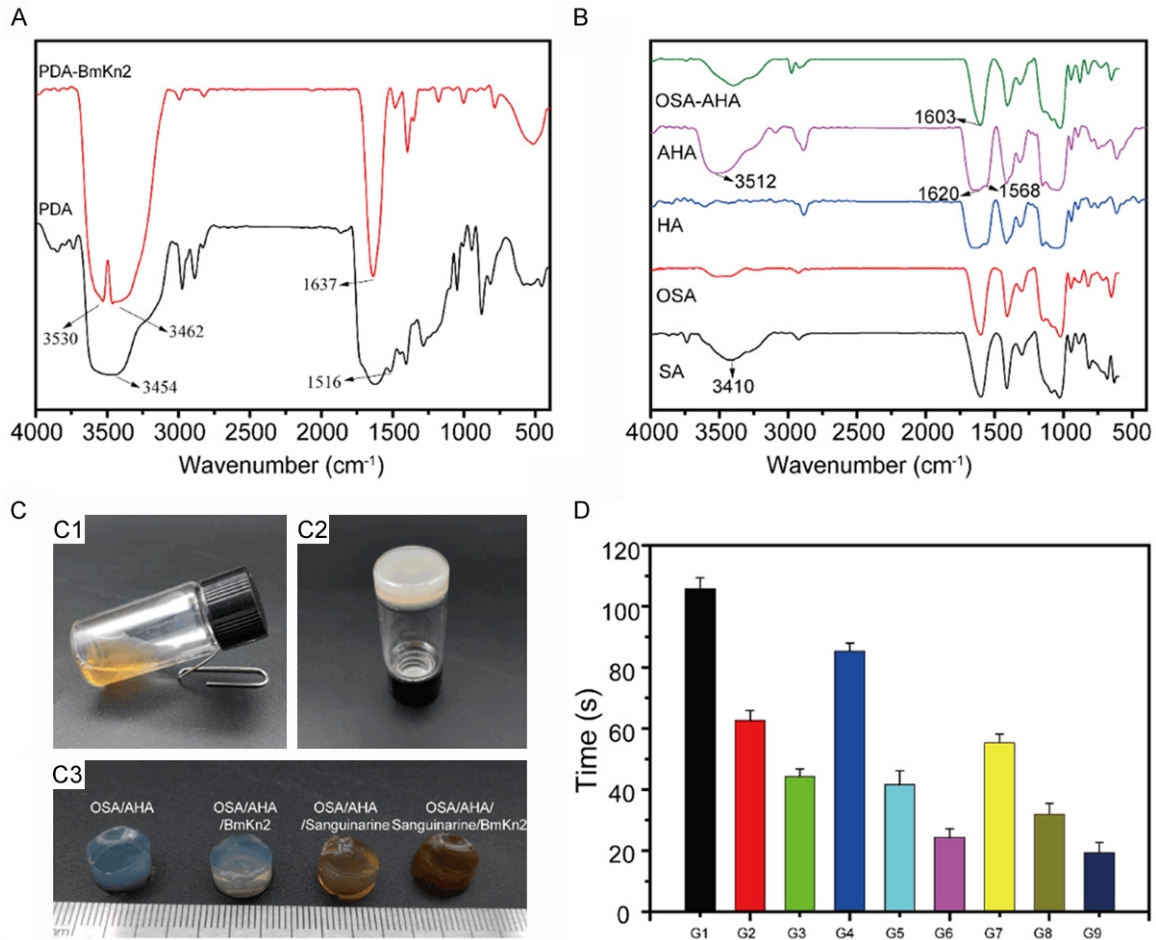 A
PDA-BmKn2
PDA
3530
3462
3454
1637
1516
4000 3500 3000 2500 2000 1500 1000 500
Wavenumber (cm⁻¹)
B
OSA-AHA
1603
AHA
3512
1620
1568
HA
OSA
SA
3410
4000 3500 3000 2500 2000 1500 1000 500
Wavenumber (cm⁻¹)
C
C1
C2
C3
OSA/AHA
OSA/AHA
/BmKn2
OSA/AHA
/Sanguinarine
OSA/AHA/
Sanguinarine/BmKn2
D
Time (s)
120
100
80
60
40
20
0
G1 G2 G3 G4 G5 G6 G7 G8 G9